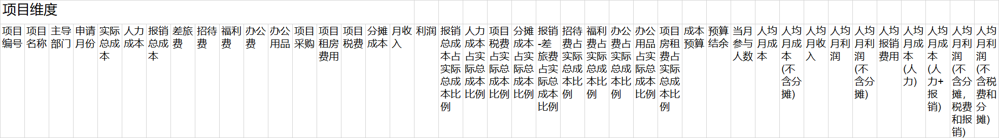 项目维度
项目编号
项目名称
主导部门
申请月份
实际总成本
人力成本
报销总成本
差旅费
招待费
福利费
办公费
办公用品
项目采购
项目租房费用
项目税费
分摊成本
月收入
利润
报销总成本占实际总成本比例
人力成本占实际总成本比例
项目税费占实际总成本比例
分摊成本占实际总成本比例
报销-差旅费占实际总成本比例
招待费占实际总成本比例
福利费占实际总成本比例
办公费占实际总成本比例
办公用品占实际总成本比例
项目房租费占实际总成本比例
成本预算
预算结余
当月参与人数
人均月成本
人均月成本(不含分摊)
人均月收入
人均月利润
人均月利润(不含分摊)
人均报销费用
人均月成本(人力)
人均月成本(人力+报销)
人均月利润(不含分摊，税费和报销)
人均月利润(不含税费和分摊)